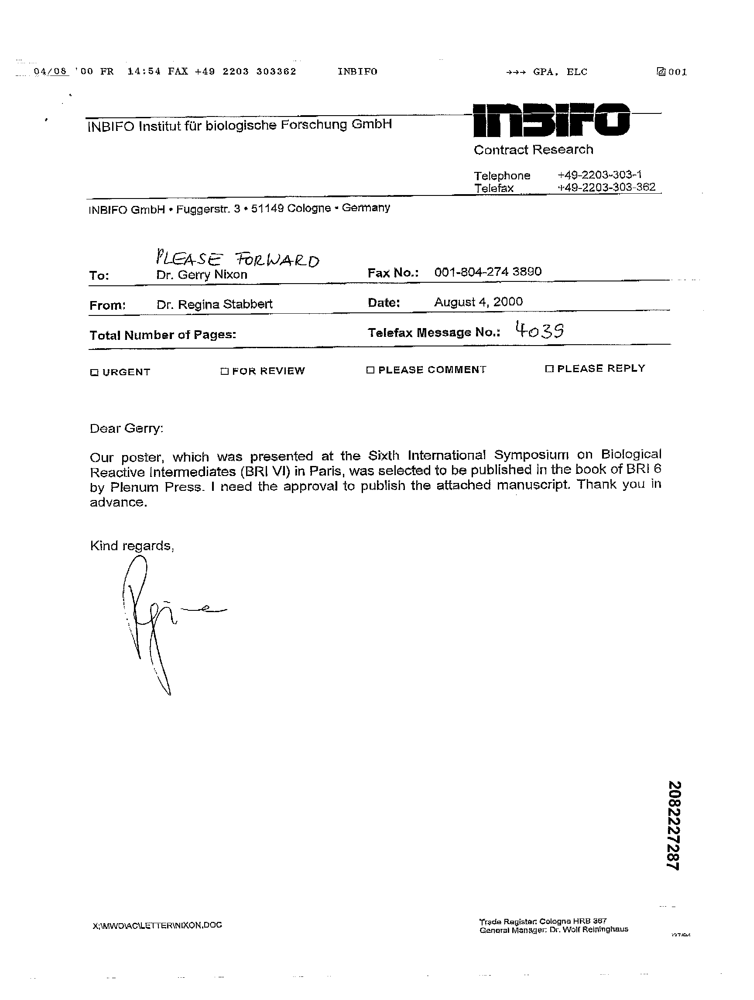 04/08 '00 FR 14:54 FAX +49 2203 303362 INBIFO →→→ GPA, ELC 001
INBIFO Institut für biologische Forschung GmbH
INBIFO
Contract Research
Telephone +49-2203-303-1
Telefax +49-2203-303-362
INBIFO GmbH • Fuggerstr. 3 • 51149 Cologne • Germany
PLEASE FORWARD
To: Dr. Gerry Nixon Fax No.: 001-804-274 3890
From: Dr. Regina Stabbert Date: August 4, 2000
Total Number of Pages: Telefax Message No.: 4039
☐ URGENT ☐ FOR REVIEW ☐ PLEASE COMMENT ☐ PLEASE REPLY
Dear Gerry:
Our poster, which was presented at the Sixth International Symposium on Biological
Reactive Intermediates (BRI VI) in Paris, was selected to be published in the book of BRI 6
by Plenum Press. I need the approval to publish the attached manuscript. Thank you in
advance.
Kind regards,
2082227287
X:\MWD\AC\LETTER\NIXON.DOC
Trade Register: Cologne HRB 367
General Manager: Dr. Wolf Reininghaus